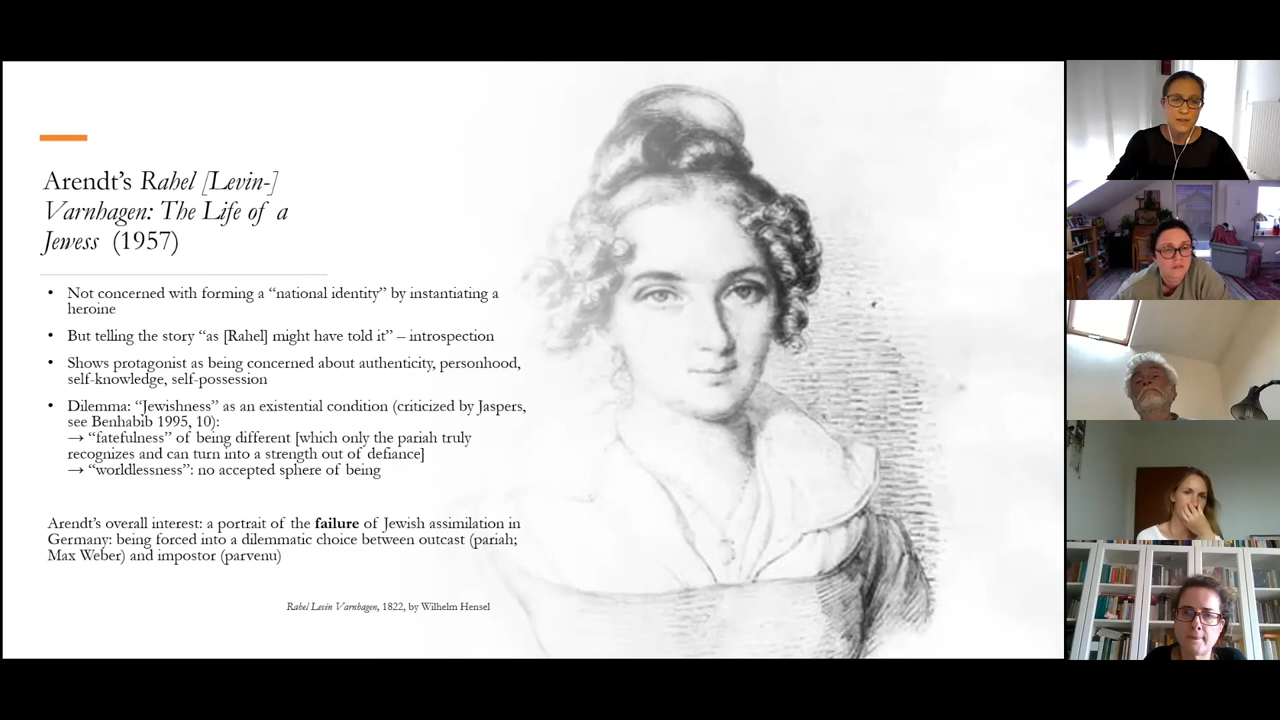 Arendt’s Rahel [Levin-]
Varnhagen: The Life of a
Jewess (1957)
• Not concerned with forming a “national identity” by instantiating a
heroine
• But telling the story “as [Rahel] might have told it” – introspection
• Shows protagonist as being concerned about authenticity, personhood,
self-knowledge, self-possession
• Dilemma: “Jewishness” as an existential condition (criticized by Jaspers,
see Benhabib 1995, 10):
→ “fatefulness” of being different [which only the pariah truly
recognizes and can turn into a strength out of defiance]
→ “worldlessness”: no accepted sphere of being
Arendt’s overall interest: a portrait of the failure of Jewish assimilation in
Germany: being forced into a dilemmatic choice between outcast (pariah;
Max Weber) and impostor (parvenu)
Rahel Levin Varnhagen, 1822, by Wilhelm Hensel